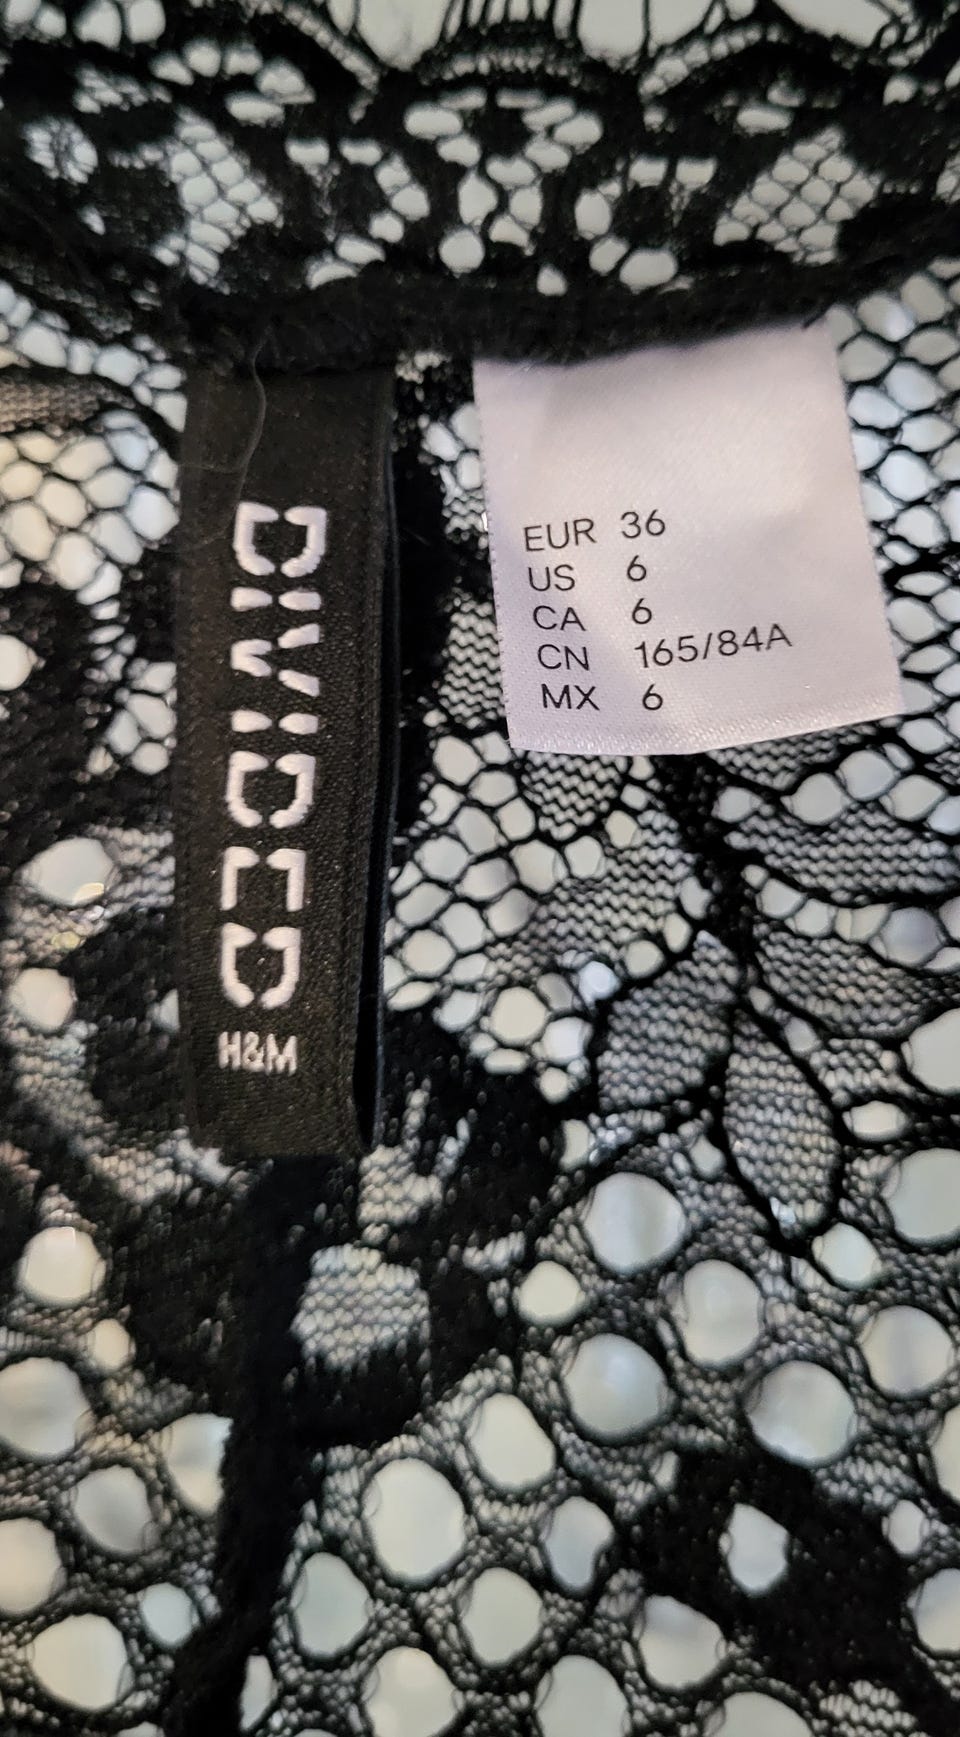 DIVIDED
H&M
EUR 36
US 6
CA 6
CN 165/84A
MX 6